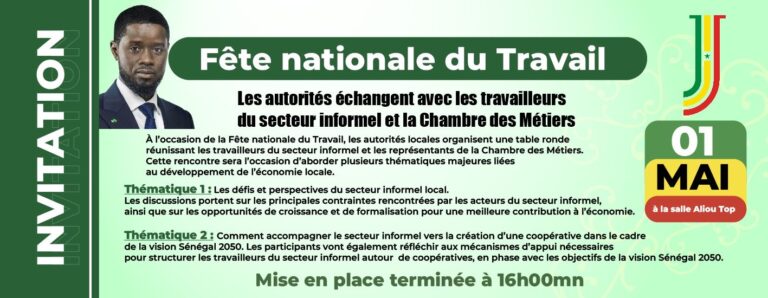 INVITATION
Fête nationale du Travail
Les autorités échangent avec les travailleurs
du secteur informel et la Chambre des Métiers
À l'occasion de la Fête nationale du Travail, les autorités locales organisent une table ronde
réunissant les travailleurs du secteur informel et les représentants de la Chambre des Métiers.
Cette rencontre sera l'occasion d'aborder plusieurs thématiques majeures liées
au développement de l'économie locale.
Thématique 1 : Les défis et perspectives du secteur informel local.
Les discussions portent sur les principales contraintes rencontrées par les acteurs du secteur informel,
ainsi que sur les opportunités de croissance et de formalisation pour une meilleure contribution à l'économie.
Thématique 2 : Comment accompagner le secteur informel vers la création d'une coopérative dans le cadre
de la vision Sénégal 2050. Les participants vont également réfléchir aux mécanismes d'appui nécessaires
pour structurer les travailleurs du secteur informel autour de coopératives, en phase avec les objectifs de la vision Sénégal 2050.
Mise en place terminée à 16h00mn
01
MAI
à la salle Aliou Top